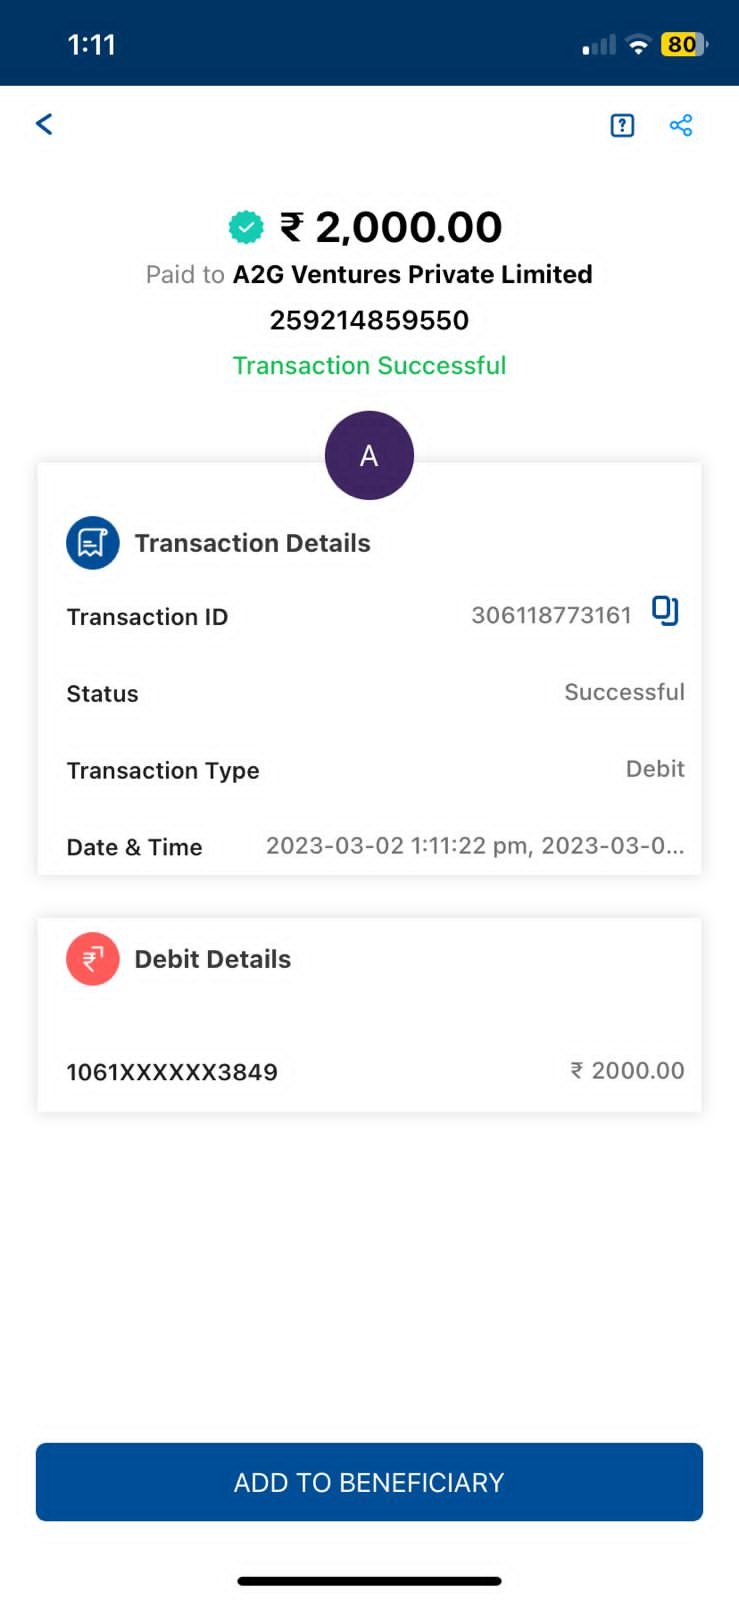 1:11
80
₹ 2,000.00
Paid to A2G Ventures Private Limited
259214859550
Transaction Successful
A
Transaction Details
Transaction ID 306118773161
Status Successful
Transaction Type Debit
Date & Time 2023-03-02 1:11:22 pm, 2023-03-0...
Debit Details
1061XXXXXX3849 ₹ 2000.00
ADD TO BENEFICIARY